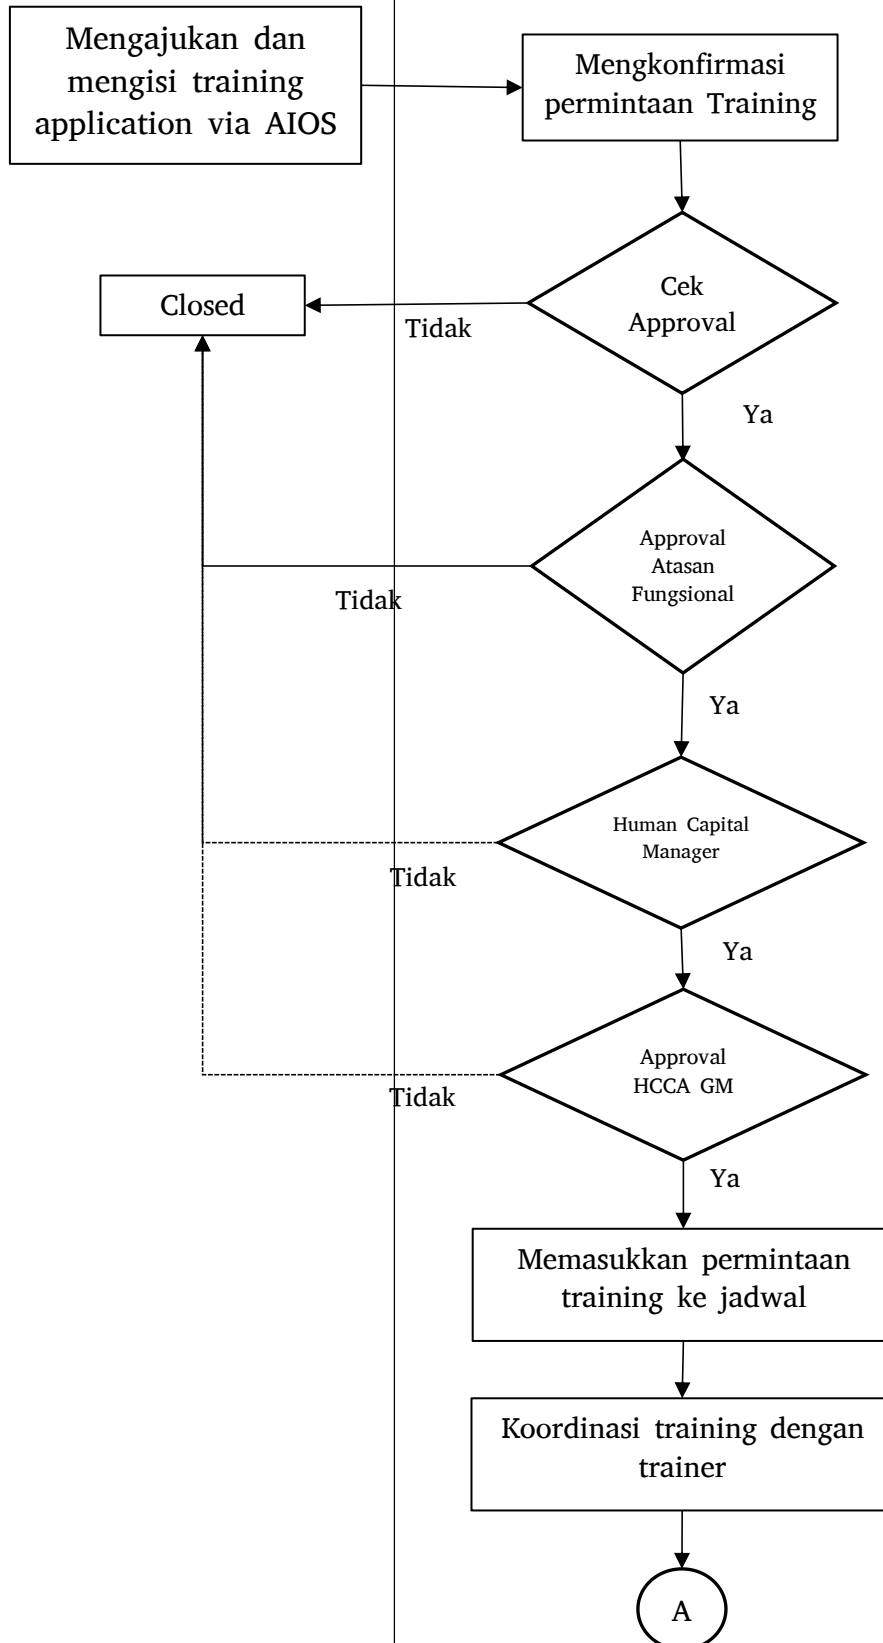 Mengajukan dan
mengisi training
application via AIOS
Mengkonfirmasi
permintaan Training
Cek
Approval
Closed
Tidak
Ya
Approval
Atasan
Fungsional
Tidak
Ya
Human Capital
Manager
Tidak
Ya
Approval
HCCA GM
Tidak
Ya
Memasukkan permintaan
training ke jadwal
Koordinasi training dengan
trainer
A